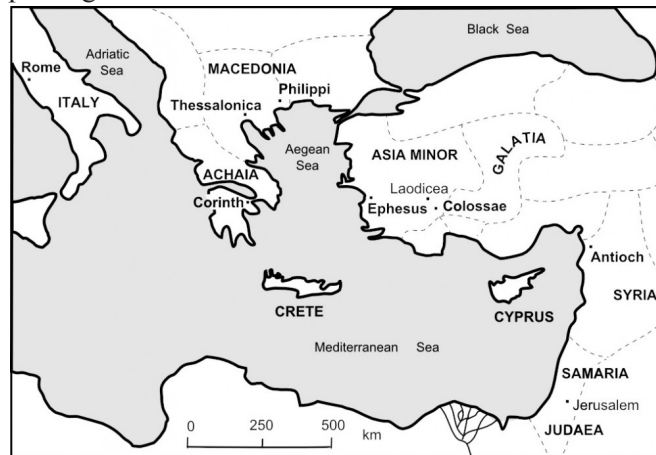 Black Sea
Adriatic
Sea
Rome
MACEDONIA
Philippi
ITALY
Thessalonica
Aegean
Sea
ASIA MINOR
GALATIA
ACHAIA
Laodicea
Corinth
Ephesus
Colossae
Antioch
SYRIA
CRETE
CYPRUS
Mediterranean Sea
SAMARIA
Jerusalem
JUDAEA
0 250 500
km